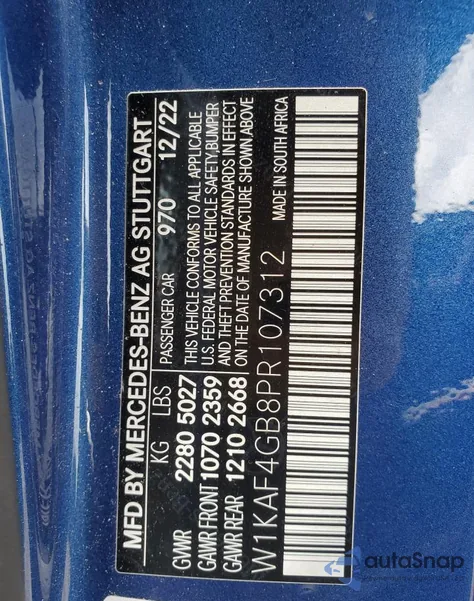 MFD BY MERCEDES-BENZ AG STUTTGART
KG LBS PASSENGER CAR 970 12/22
GVWR 2280 5027
GAWR FRONT 1070 2359
GAWR REAR 1210 2668
THIS VEHICLE CONFORMS TO ALL APPLICABLE
U.S. FEDERAL MOTOR VEHICLE SAFETY, BUMPER
AND THEFT PREVENTION STANDARDS IN EFFECT
ON THE DATE OF MANUFACTURE SHOWN ABOVE
W1KAF4GB8PR107312
MADE IN SOUTH AFRICA
autoSnap